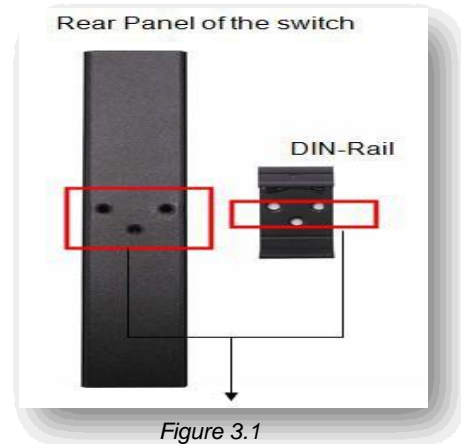 Rear Panel of the switch
DIN-Rail
Figure 3.1